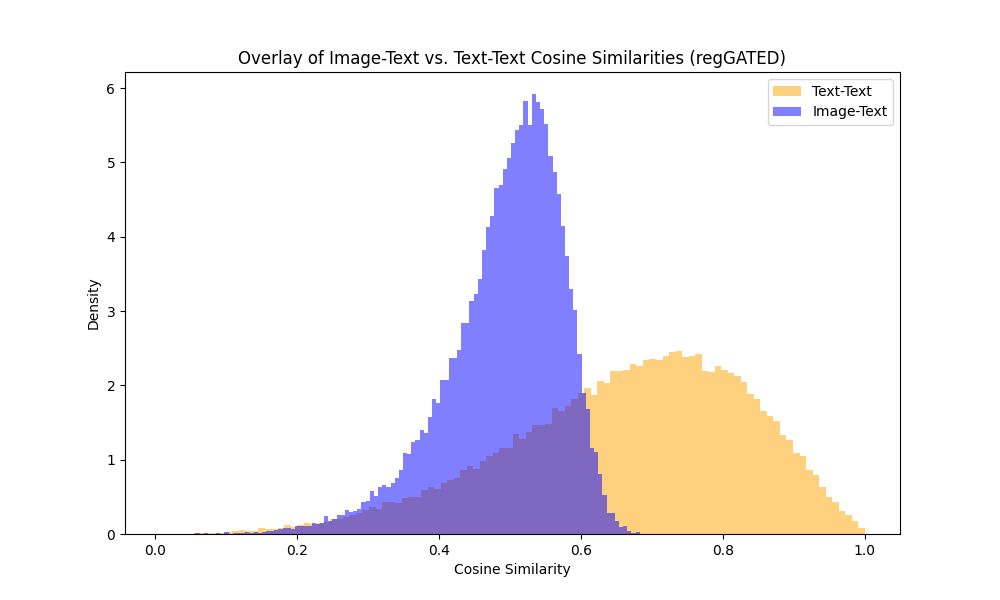 Overlay of Image-Text vs. Text-Text Cosine Similarities (regGATED)
Text-Text
Image-Text
6
5
4
3
2
1
0
Density
0.0 0.2 0.4 0.6 0.8 1.0
Cosine Similarity